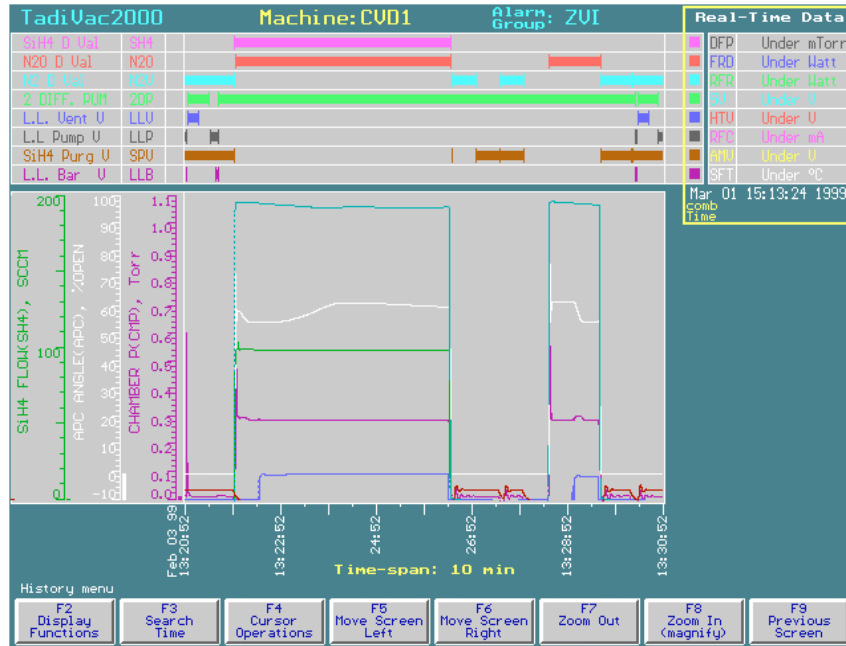 TadiVac2000 Machine:CVD1 Alarm Group: ZVI
Real-Time Data
SiH4 D Val SH4
N2O D Val N2O
N2 D Val N2V
2 DIFF. PUM 2DP
L.L. Vent V LLV
L.L Pump V LLP
SiH4 Purg V SPV
L.L. Bar V LLB
DFP Under mTorr
FRD Under Watt
RFR Under Watt
Under V
HTV Under V
RFC Under mA
AMV Under V
SFT Under ºC
Mar 01 15:13:24 1999
comb
Time
SiH4 FLOW(SH4), SCCM
200
100
0
APC ANGLE(APC), %OPEN
100
90
80
70
60
50
40
30
20
10
0
-10
CHAMBER P(CMP), Torr
1.1
1.0
0.9
0.8
0.7
0.6
0.5
0.4
0.3
0.2
0.1
0.0
Feb 03 99
13:20:52
13:22:52
24:52
26:52
13:28:52
13:30:52
Time-span: 10 min
History menu
F2
Display
Functions
F3
Search
Time
F4
Cursor
Operations
F5
Move Screen
Left
F6
Move Screen
Right
F7
Zoom Out
F8
Zoom In
(magnify)
F9
Previous
Screen